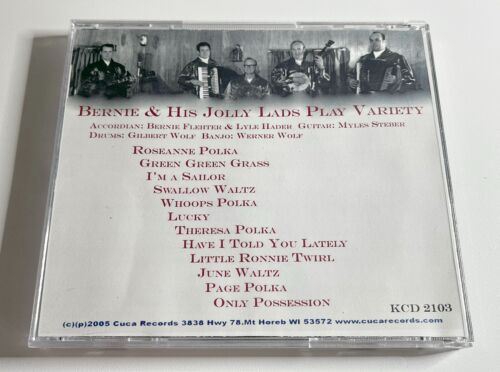 Bernie & His Jolly Lads Play Variety
Accordian: Bernie Flehter & Lyle Hader Guitar: Myles Steber
Drums: Gilbert Wolf Banjo: Werner Wolf
Roseanne Polka
Green Green Grass
I'm a Sailor
Swallow Waltz
Whoops Polka
Lucky
Theresa Polka
Have I Told You Lately
Little Ronnie Twirl
June Waltz
Page Polka
Only Possession
KCD 2103
(c)(p)2005 Cuca Records 3838 Hwy 78.Mt Horeb WI 53572 www.cucarecords.com